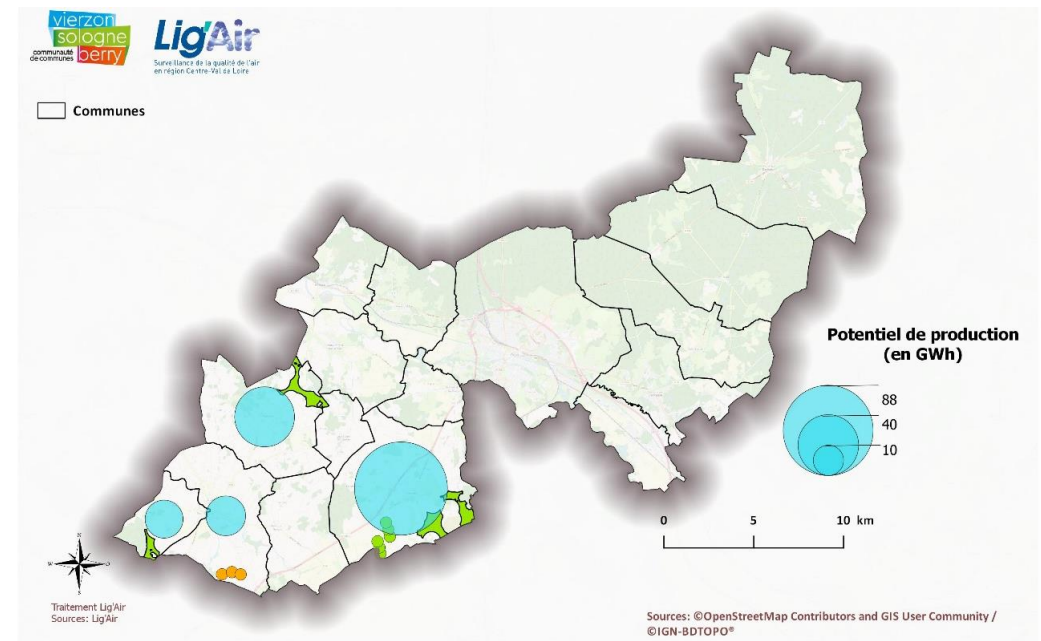 vierzon
sologne
communauté
de communes berry
Lig'Air
Surveillance de la qualité de l'air
en région Centre-Val de Loire
Communes
Potentiel de production
(en GWh)
88
40
10
0 5 10 km
N
W
S
Traitement Lig'Air
Sources: Lig'Air
Sources: ©OpenStreetMap Contributors and GIS User Community /
©IGN-BDTOPO®